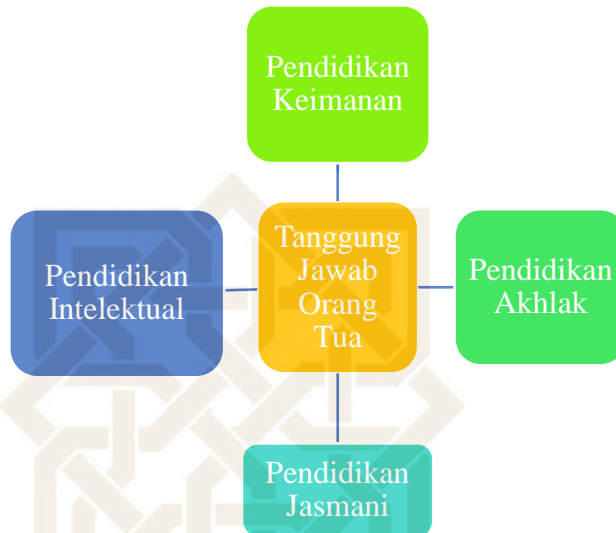 Pendidikan
Keimanan
Pendidikan
Intelektual
Tanggung
Jawab
Orang
Tua
Pendidikan
Akhlak
Pendidikan
Jasmani